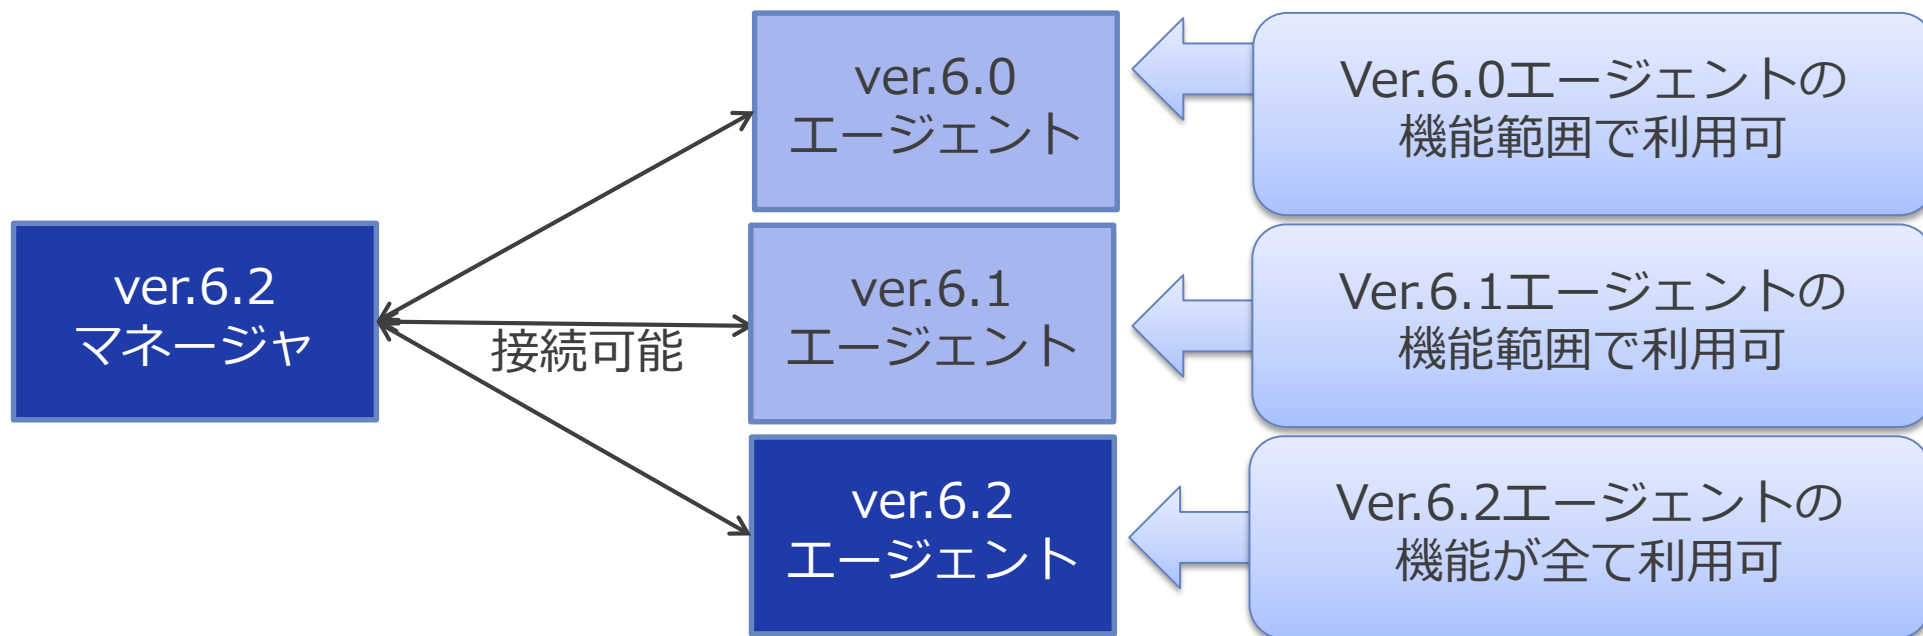 ver.6.0
エージェント
Ver.6.0エージェントの
機能範囲で利用可
ver.6.2
マネージャ
接続可能
ver.6.1
エージェント
Ver.6.1エージェントの
機能範囲で利用可
ver.6.2
エージェント
Ver.6.2エージェントの
機能が全て利用可